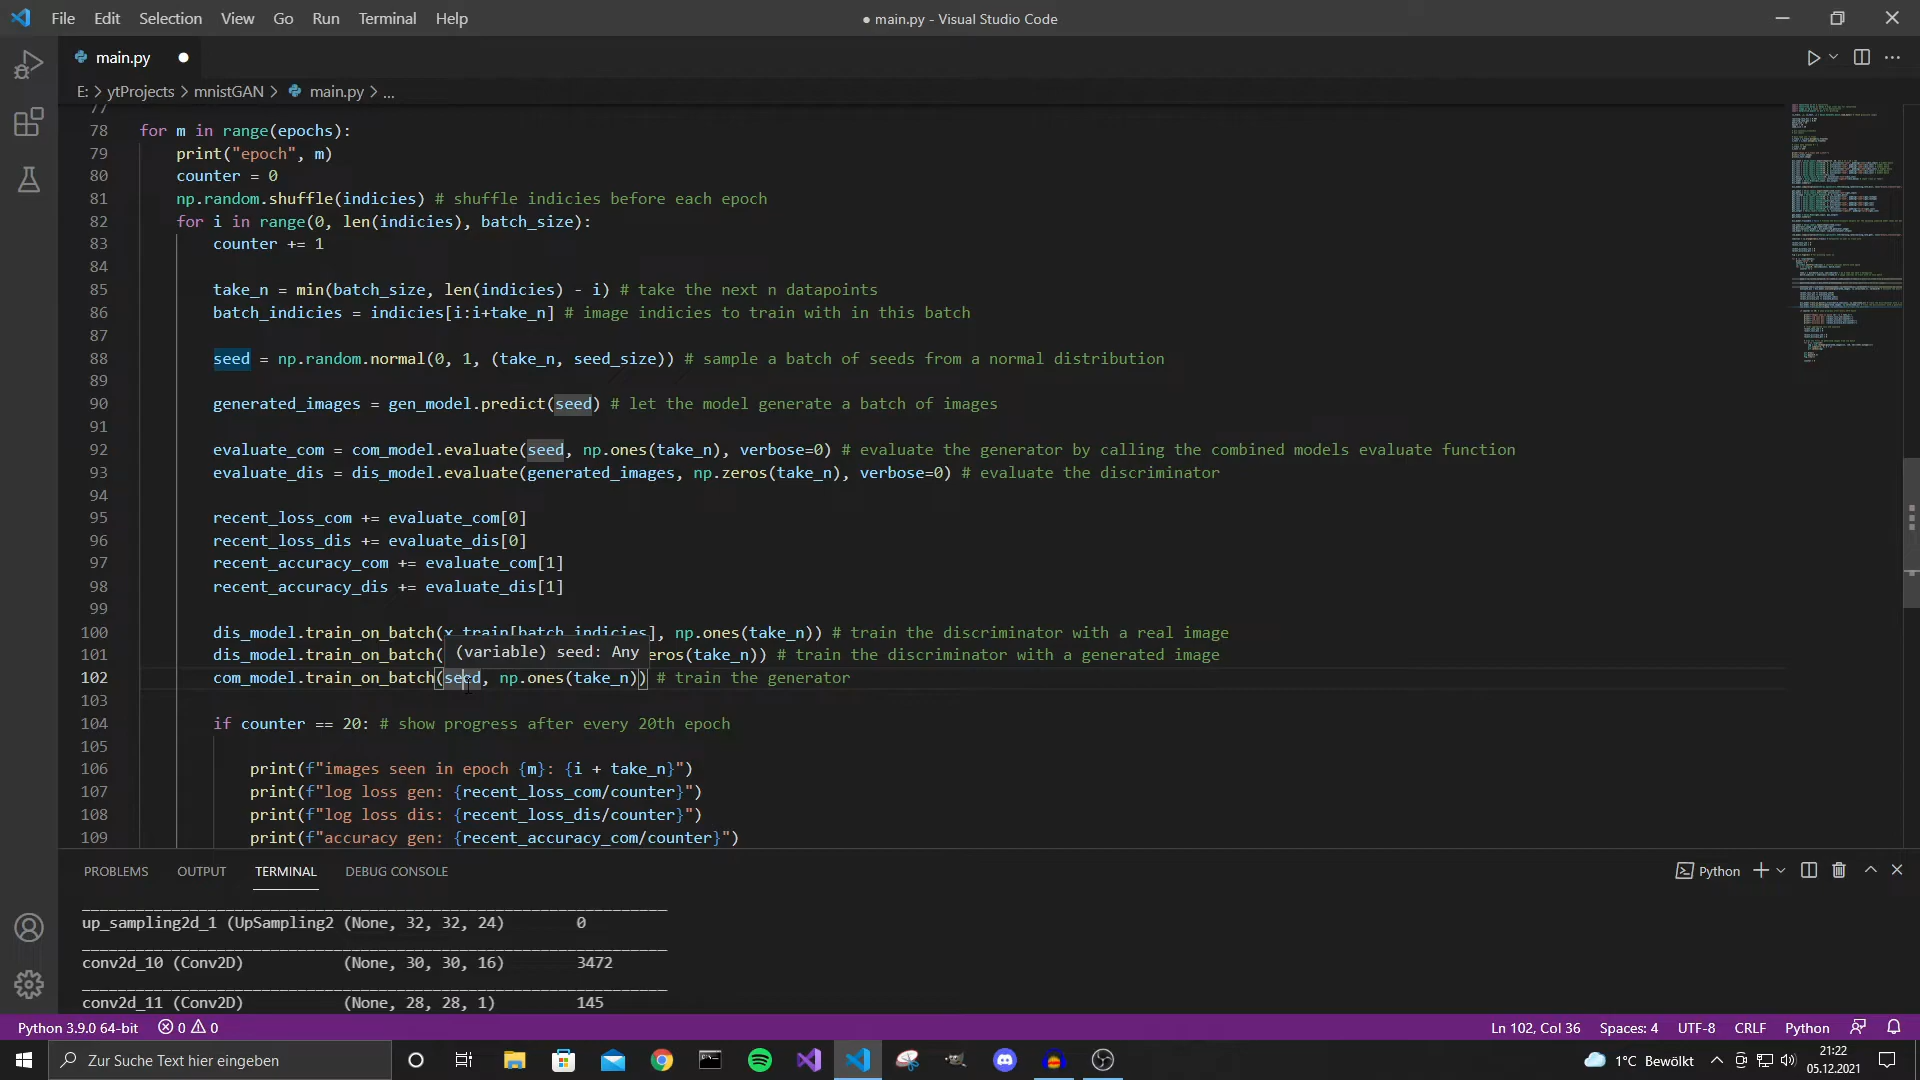 File Edit Selection View Go Run Terminal Help
● main.py - Visual Studio Code
main.py ●
E: > ytProjects > mnistGAN > main.py > ...
77
78 for m in range(epochs):
79 print("epoch", m)
80 counter = 0
81 np.random.shuffle(indicies) # shuffle indicies before each epoch
82 for i in range(0, len(indicies), batch_size):
83 counter += 1
84
85 take_n = min(batch_size, len(indicies) - i) # take the next n datapoints
86 batch_indicies = indicies[i:i+take_n] # image indicies to train with in this batch
87
88 seed = np.random.normal(0, 1, (take_n, seed_size)) # sample a batch of seeds from a normal distribution
89
90 generated_images = gen_model.predict(seed) # let the model generate a batch of images
91
92 evaluate_com = com_model.evaluate(seed, np.ones(take_n), verbose=0) # evaluate the generator by calling the combined models evaluate function
93 evaluate_dis = dis_model.evaluate(generated_images, np.zeros(take_n), verbose=0) # evaluate the discriminator
94
95 recent_loss_com += evaluate_com[0]
96 recent_loss_dis += evaluate_dis[0]
97 recent_accuracy_com += evaluate_com[1]
98 recent_accuracy_dis += evaluate_dis[1]
99
100 dis_model.train_on_batch(x_train[batch_indicies], np.ones(take_n)) # train the discriminator with a real image
(variable) seed: Any
101 dis_model.train_on_batch( eros(take_n)) # train the discriminator with a generated image
102 com_model.train_on_batch(seed, np.ones(take_n)) # train the generator
103
104 if counter == 20: # show progress after every 20th epoch
105
106 print(f"images seen in epoch {m}: {i + take_n}")
107 print(f"log loss gen: {recent_loss_com/counter}")
108 print(f"log loss dis: {recent_loss_dis/counter}")
109 print(f"accuracy gen: {recent_accuracy_com/counter}")
PROBLEMS OUTPUT TERMINAL DEBUG CONSOLE
Python
up_sampling2d_1 (UpSampling2 (None, 32, 32, 24) 0
conv2d_10 (Conv2D) (None, 30, 30, 16) 3472
conv2d_11 (Conv2D) (None, 28, 28, 1) 145
Python 3.9.0 64-bit 0 0
Ln 102, Col 36 Spaces: 4 UTF-8 CRLF Python
Zur Suche Text hier eingeben
1°C Bewölkt
21:22
05.12.2021